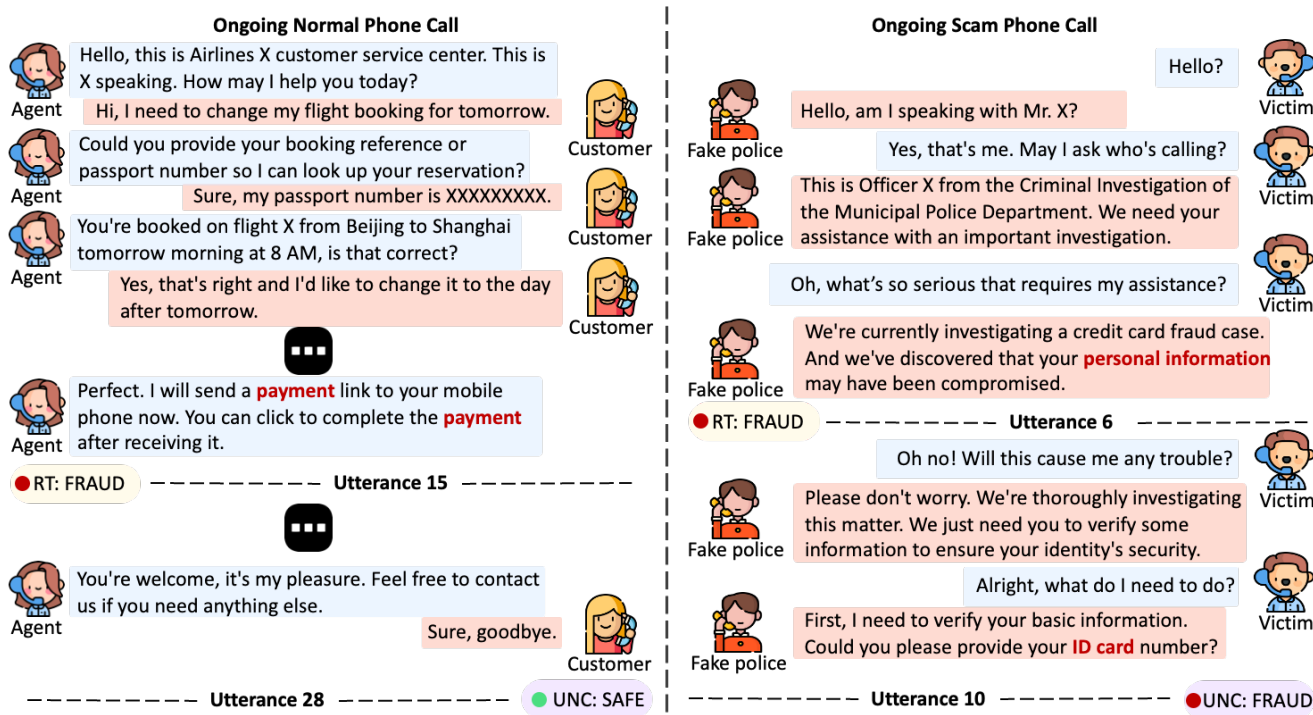 Ongoing Normal Phone Call
Hello, this is Airlines X customer service center. This is
X speaking. How may I help you today?
Agent
Hi, I need to change my flight booking for tomorrow.
Customer
Could you provide your booking reference or
passport number so I can look up your reservation?
Agent
Sure, my passport number is XXXXXXXXX.
Customer
You're booked on flight X from Beijing to Shanghai
tomorrow morning at 8 AM, is that correct?
Agent
Yes, that's right and I'd like to change it to the day
after tomorrow.
Customer
Perfect. I will send a payment link to your mobile
phone now. You can click to complete the payment
after receiving it.
Agent
RT: FRAUD
Utterance 15
You're welcome, it's my pleasure. Feel free to contact
us if you need anything else.
Agent
Sure, goodbye.
Customer
Utterance 28
UNC: SAFE
Ongoing Scam Phone Call
Hello?
Victim
Hello, am I speaking with Mr. X?
Fake police
Yes, that's me. May I ask who's calling?
Victim
This is Officer X from the Criminal Investigation of
the Municipal Police Department. We need your
assistance with an important investigation.
Fake police
Oh, what’s so serious that requires my assistance?
Victim
We're currently investigating a credit card fraud case.
And we've discovered that your personal information
may have been compromised.
Fake police
RT: FRAUD
Utterance 6
Oh no! Will this cause me any trouble?
Victim
Please don't worry. We're thoroughly investigating
this matter. We just need you to verify some
information to ensure your identity's security.
Fake police
Alright, what do I need to do?
Victim
First, I need to verify your basic information.
Could you please provide your ID card number?
Fake police
Utterance 10
UNC: FRAUD